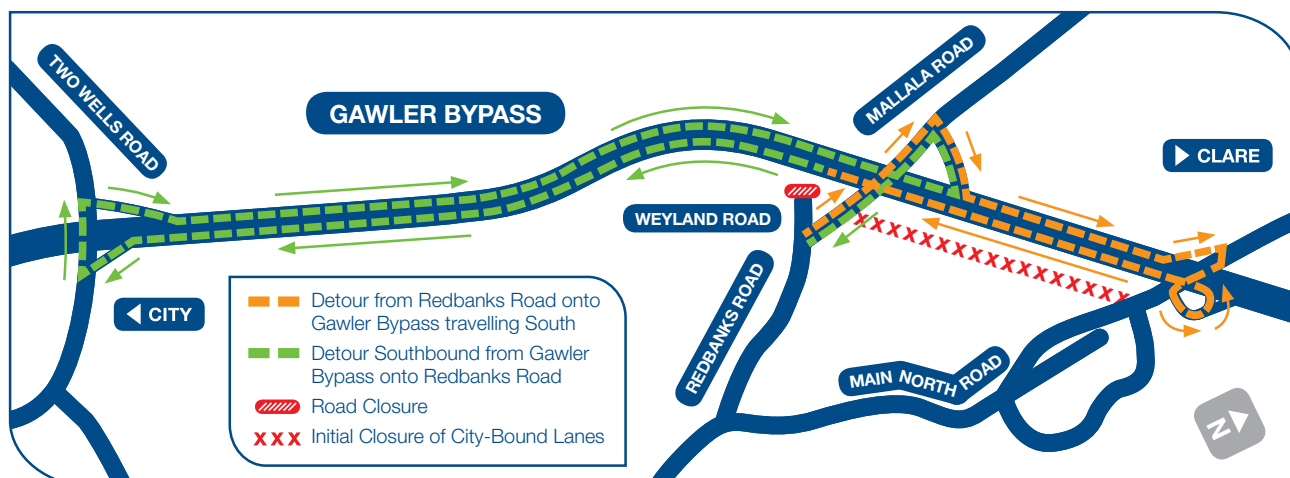 TWO WELLS ROAD
GAWLER BYPASS
MALLALA ROAD
CLARE
WEYLAND ROAD
REDBANKS ROAD
CITY
MAIN NORTH ROAD
Detour from Redbanks Road onto
Gawler Bypass travelling South
Detour Southbound from Gawler
Bypass onto Redbanks Road
Road Closure
xxx Initial Closure of City-Bound Lanes
N